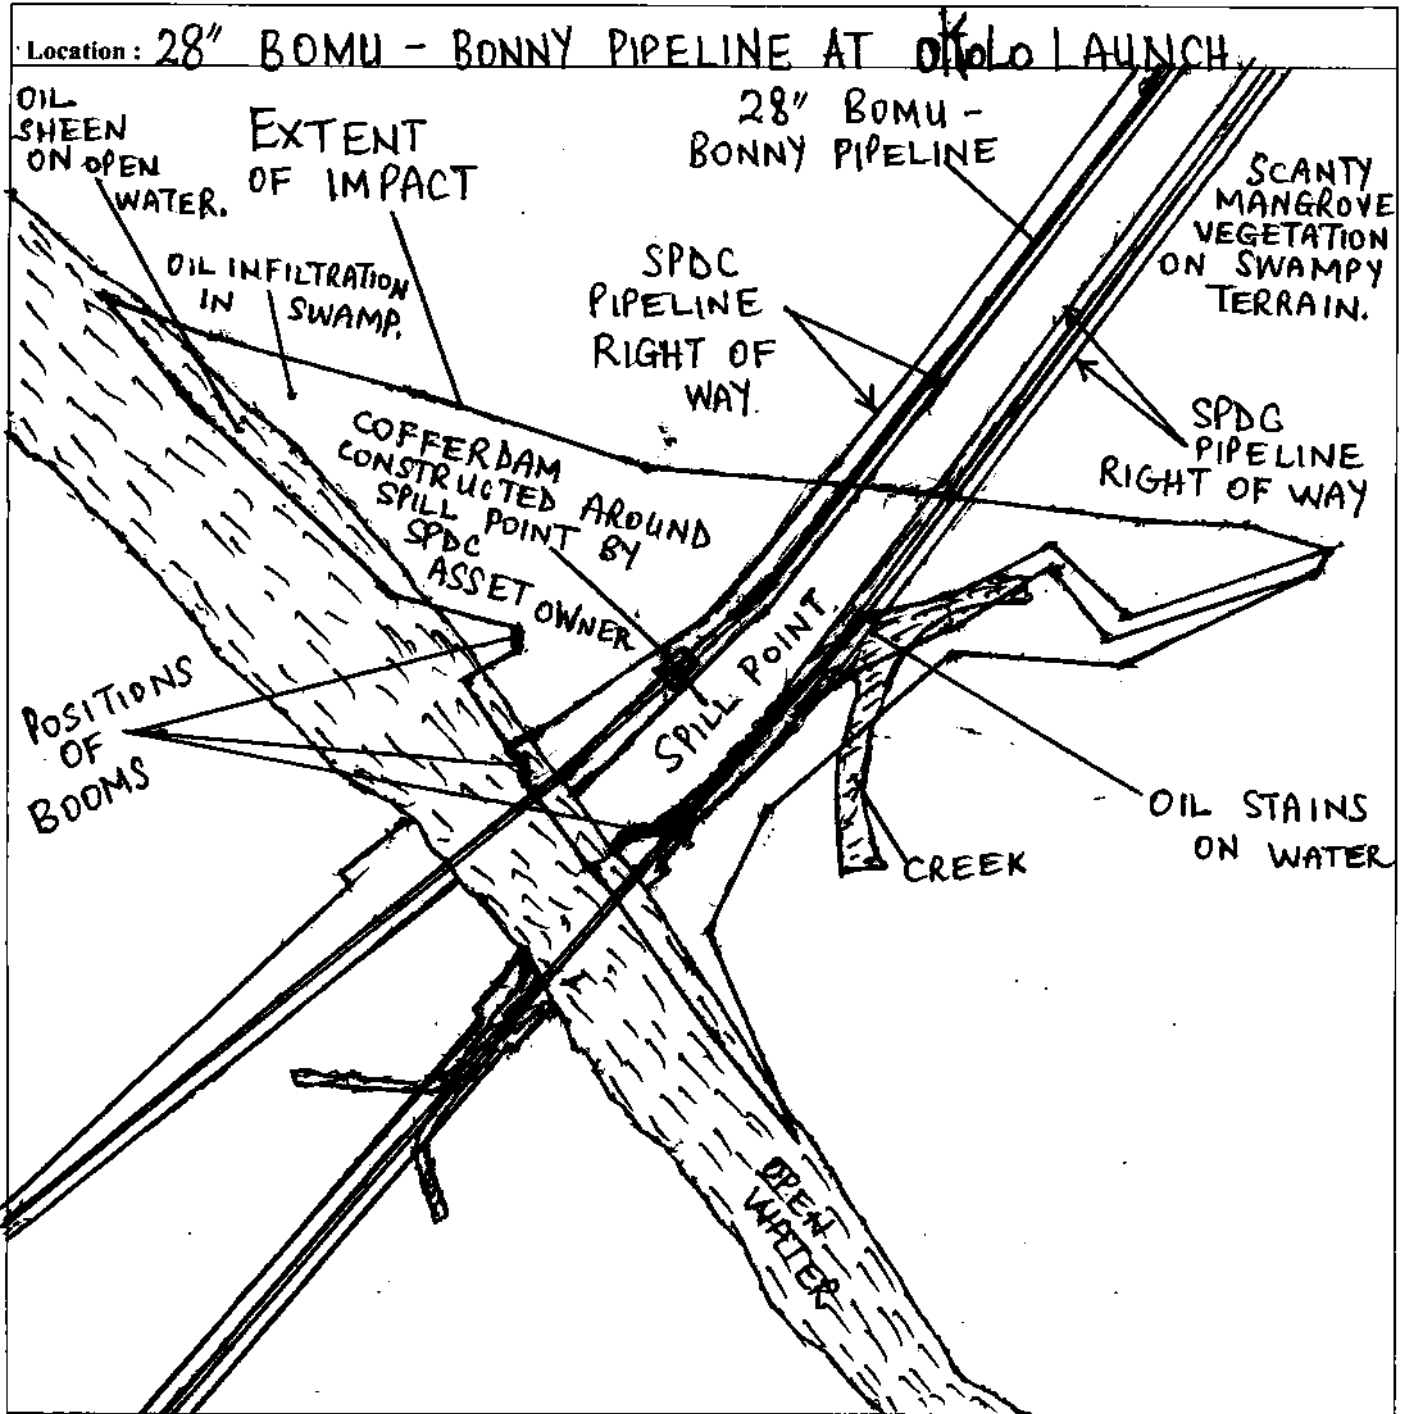 Location : 28" BOMU - BONNY PIPELINE AT OKOLO LAUNCH
OIL
SHEEN
ON OPEN
WATER.
EXTENT
OF IMPACT
28" BOMU -
BONNY PIPELINE
SCANTY
MANGROVE
VEGETATION
ON SWAMPY
TERRAIN.
OIL INFILTRATION
IN SWAMP.
SPDC
PIPELINE
RIGHT OF
WAY.
SPDC
PIPELINE
RIGHT OF WAY
COFFERDAM
CONSTRUCTED AROUND
SPILL POINT BY
SPDC
ASSET OWNER
SPILL POINT
POSITIONS
OF
BOOMS
OIL STAINS
ON WATER
CREEK
OPEN
WATER